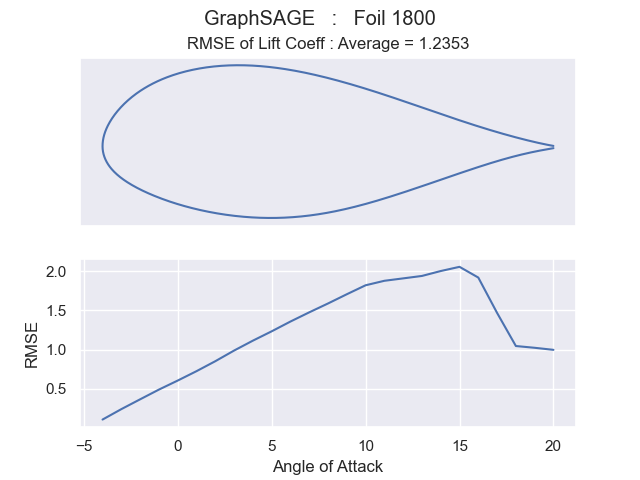 GraphSAGE : Foil 1800
RMSE of Lift Coeff : Average = 1.2353
2.0
1.5
1.0
0.5
RMSE
−5 0 5 10 15 20
Angle of Attack